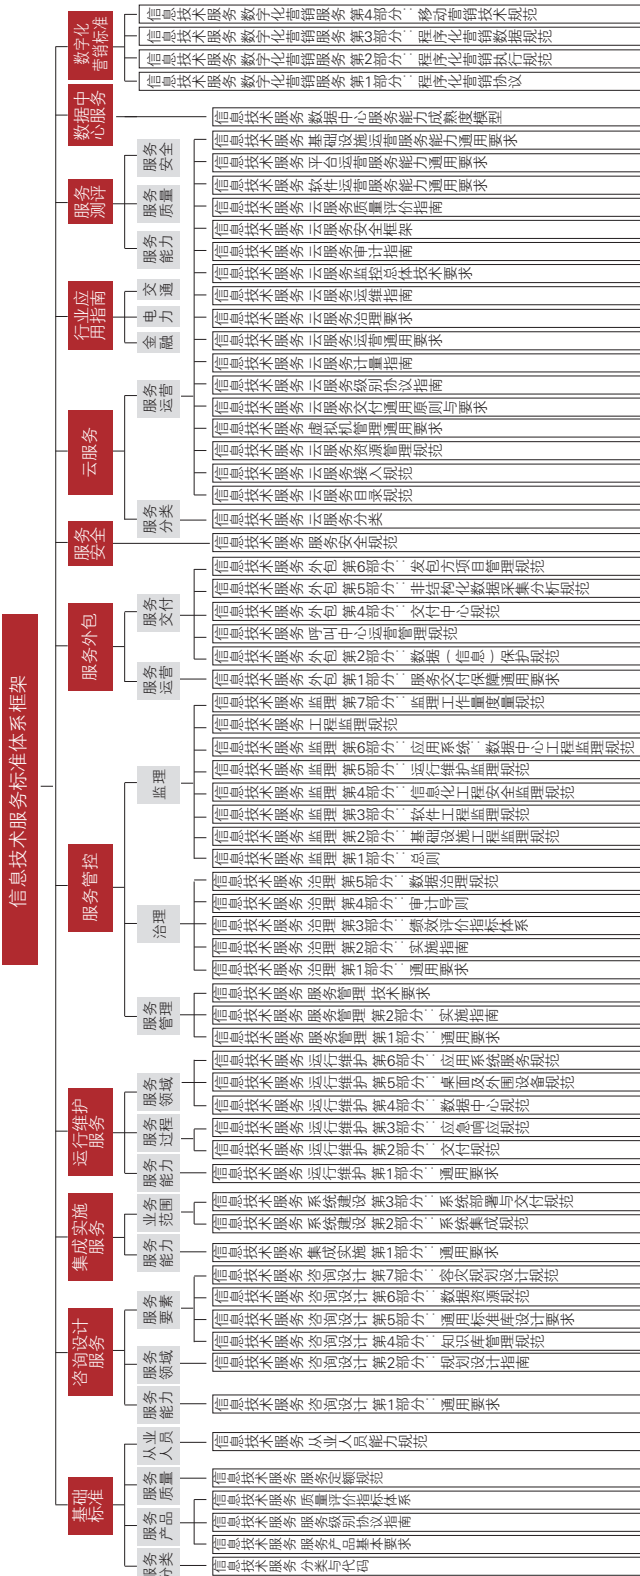 信息技术服务标准体系框架
基础
标准
服务
分类
信息技术服务 分类与代码
服务
产品
信息技术服务 服务产品基本要求
信息技术服务 服务级别协议指南
信息技术服务 质量评价指标体系
服务
质量
信息技术服务 服务定额规范
从业
人员
信息技术服务 从业人员能力规范
咨询设计
服务
服务
能力
信息技术服务 咨询设计 第1部分：通用要求
服务
领域
信息技术服务 咨询设计 第2部分：规划设计指南
服务
要素
信息技术服务 咨询设计 第4部分：知识库管理规范
信息技术服务 咨询设计 第5部分：通用标准库设计要求
信息技术服务 咨询设计 第6部分：数据资源规范
信息技术服务 咨询设计 第7部分：容灾规划设计规范
集成实施
服务
服务
能力
信息技术服务 集成实施 第1部分：通用要求
业务
范围
信息技术服务 系统建设 第2部分：系统集成规范
信息技术服务 系统建设 第3部分：系统部署与交付规范
运行维护
服务
服务
能力
信息技术服务 运行维护 第1部分：通用要求
服务
过程
信息技术服务 运行维护 第2部分：交付规范
信息技术服务 运行维护 第3部分：应急响应规范
服务
领域
信息技术服务 运行维护 第4部分：数据中心规范
信息技术服务 运行维护 第5部分：桌面及外围设备规范
信息技术服务 运行维护 第6部分：应用系统服务规范
服务管控
服务
管理
信息技术服务 服务管理 第1部分：通用要求
信息技术服务 服务管理 第2部分：实施指南
信息技术服务 服务管理 技术要求
治理
信息技术服务 治理 第1部分：通用要求
信息技术服务 治理 第2部分：实施指南
信息技术服务 治理 第3部分：绩效评价指标体系
信息技术服务 治理 第4部分：审计导则
信息技术服务 治理 第5部分：数据治理规范
监理
信息技术服务 监理 第1部分：总则
信息技术服务 监理 第2部分：基础设施工程监理规范
信息技术服务 监理 第3部分：软件工程监理规范
信息技术服务 监理 第4部分：信息化工程安全监理规范
信息技术服务 监理 第5部分：运行维护监理规范
信息技术服务 监理 第6部分：应用系统：数据中心工程监理规范
信息技术服务 工程监理规范
信息技术服务 监理 第7部分：监理工作量度量规范
服务外包
服务
运营
信息技术服务 外包 第1部分：服务交付保障通用要求
服务
交付
信息技术服务 外包 第2部分：数据（信息）保护规范
信息技术服务 呼叫中心运营管理规范
信息技术服务 外包 第4部分：交付中心规范
信息技术服务 外包 第5部分：非结构化数据采集分析规范
信息技术服务 外包 第6部分：发包方项目管理规范
服务
安全
信息技术服务 服务安全规范
云服务
服务
分类
信息技术服务 云服务分类
服务
运营
信息技术服务 云服务目录规范
信息技术服务 云服务接入规范
信息技术服务 云服务资源管理规范
信息技术服务 虚拟机管理通用要求
信息技术服务 云服务交付通用原则与要求
信息技术服务 云服务级别协议指南
信息技术服务 云服务计量指南
信息技术服务 云服务运营通用要求
信息技术服务 云服务治理要求
信息技术服务 云服务运维指南
信息技术服务 云服务监控总体技术要求
信息技术服务 云服务审计指南
信息技术服务 云服务安全框架
信息技术服务 云服务质量评价指南
信息技术服务 软件运营服务能力通用要求
信息技术服务 平台运营服务能力通用要求
信息技术服务 基础设施运营服务能力通用要求
行业应
用指南
金
融
电
力
交
通
服务
测评
服务
能力
服务
质量
服务
安全
数据中
心服务
信息技术服务 数据中心服务能力成熟度模型
数字化
营销标准
信息技术服务 数字化营销服务 第1部分：程序化营销协议
信息技术服务 数字化营销服务 第2部分：程序化营销执行规范
信息技术服务 数字化营销服务 第3部分：程序化营销数据规范
信息技术服务 数字化营销服务 第4部分：移动营销技术规范